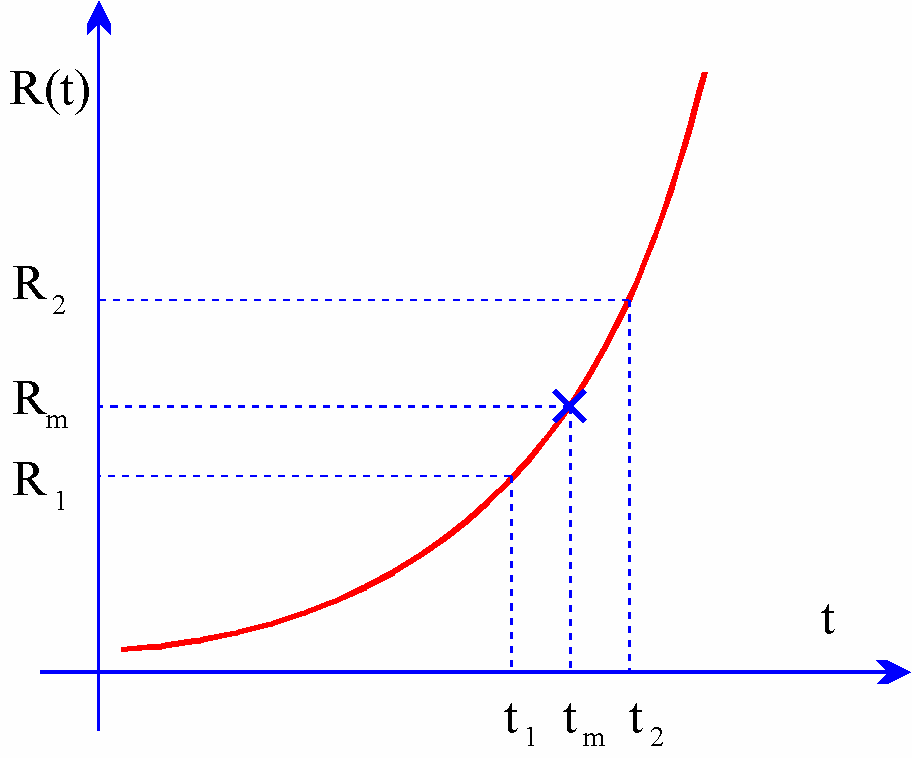 R(t)
R₂
Rₘ
R₁
t
t₁ tₘ t₂